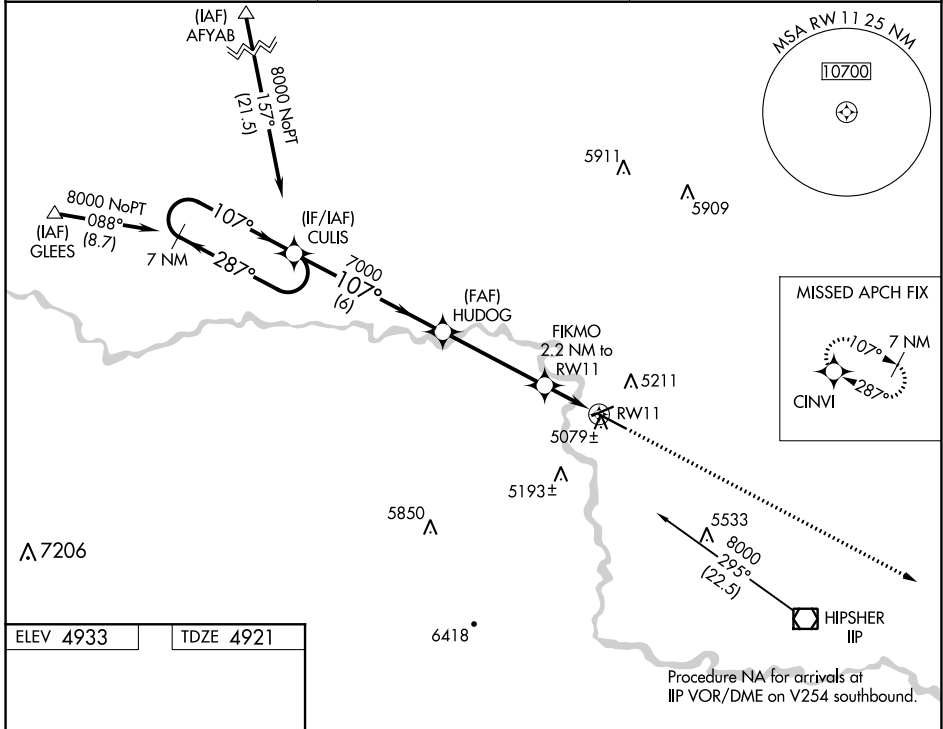 (IAF)
AFYAB
8000 NoPT
157°
(21.5)
MSA RW 11 25 NM
10700
5911
5909
8000 NoPT
088°
(8.7)
(IAF)
GLEES
7 NM
107°
287°
(IF/IAF)
CULIS
7000
107°
(6)
(FAF)
HUDOG
FIKMO
2.2 NM to
RW11
5211
RW11
5079±
5193±
MISSED APCH FIX
107°
7 NM
287°
CINVI
5850
7206
5533
8000
295°
(22.5)
HIPSHER
IIP
6418
ELEV 4933
TDZE 4921
Procedure NA for arrivals at
IIP VOR/DME on V254 southbound.